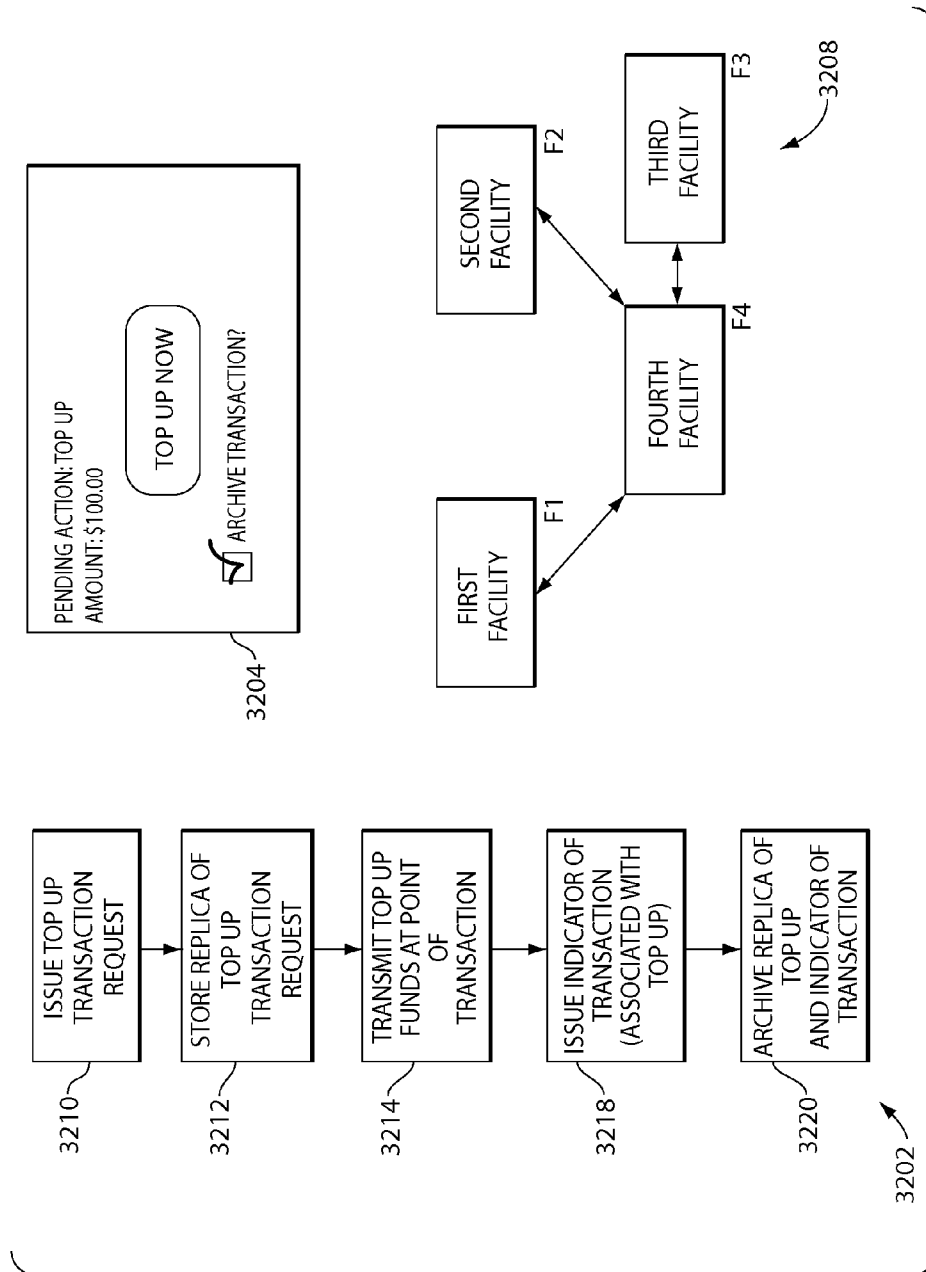 3210
ISSUE TOP UP
TRANSACTION
REQUEST
3212
STORE REPLICA OF
TOP UP
TRANSACTION
REQUEST
3214
TRANSMIT TOP UP
FUNDS AT POINT
OF
TRANSACTION
3218
ISSUE INDICATOR OF
TRANSACTION
(ASSOCIATED WITH
TOP UP)
3220
ARCHIVE REPLICA OF
TOP UP
AND INDICATOR OF
TRANSACTION
3202
PENDING ACTION: TOP UP
AMOUNT: $100.00
TOP UP NOW
ARCHIVE TRANSACTION?
3204
FIRST
FACILITY
F1
SECOND
FACILITY
F2
FOURTH
FACILITY
F4
THIRD
FACILITY
F3
3208